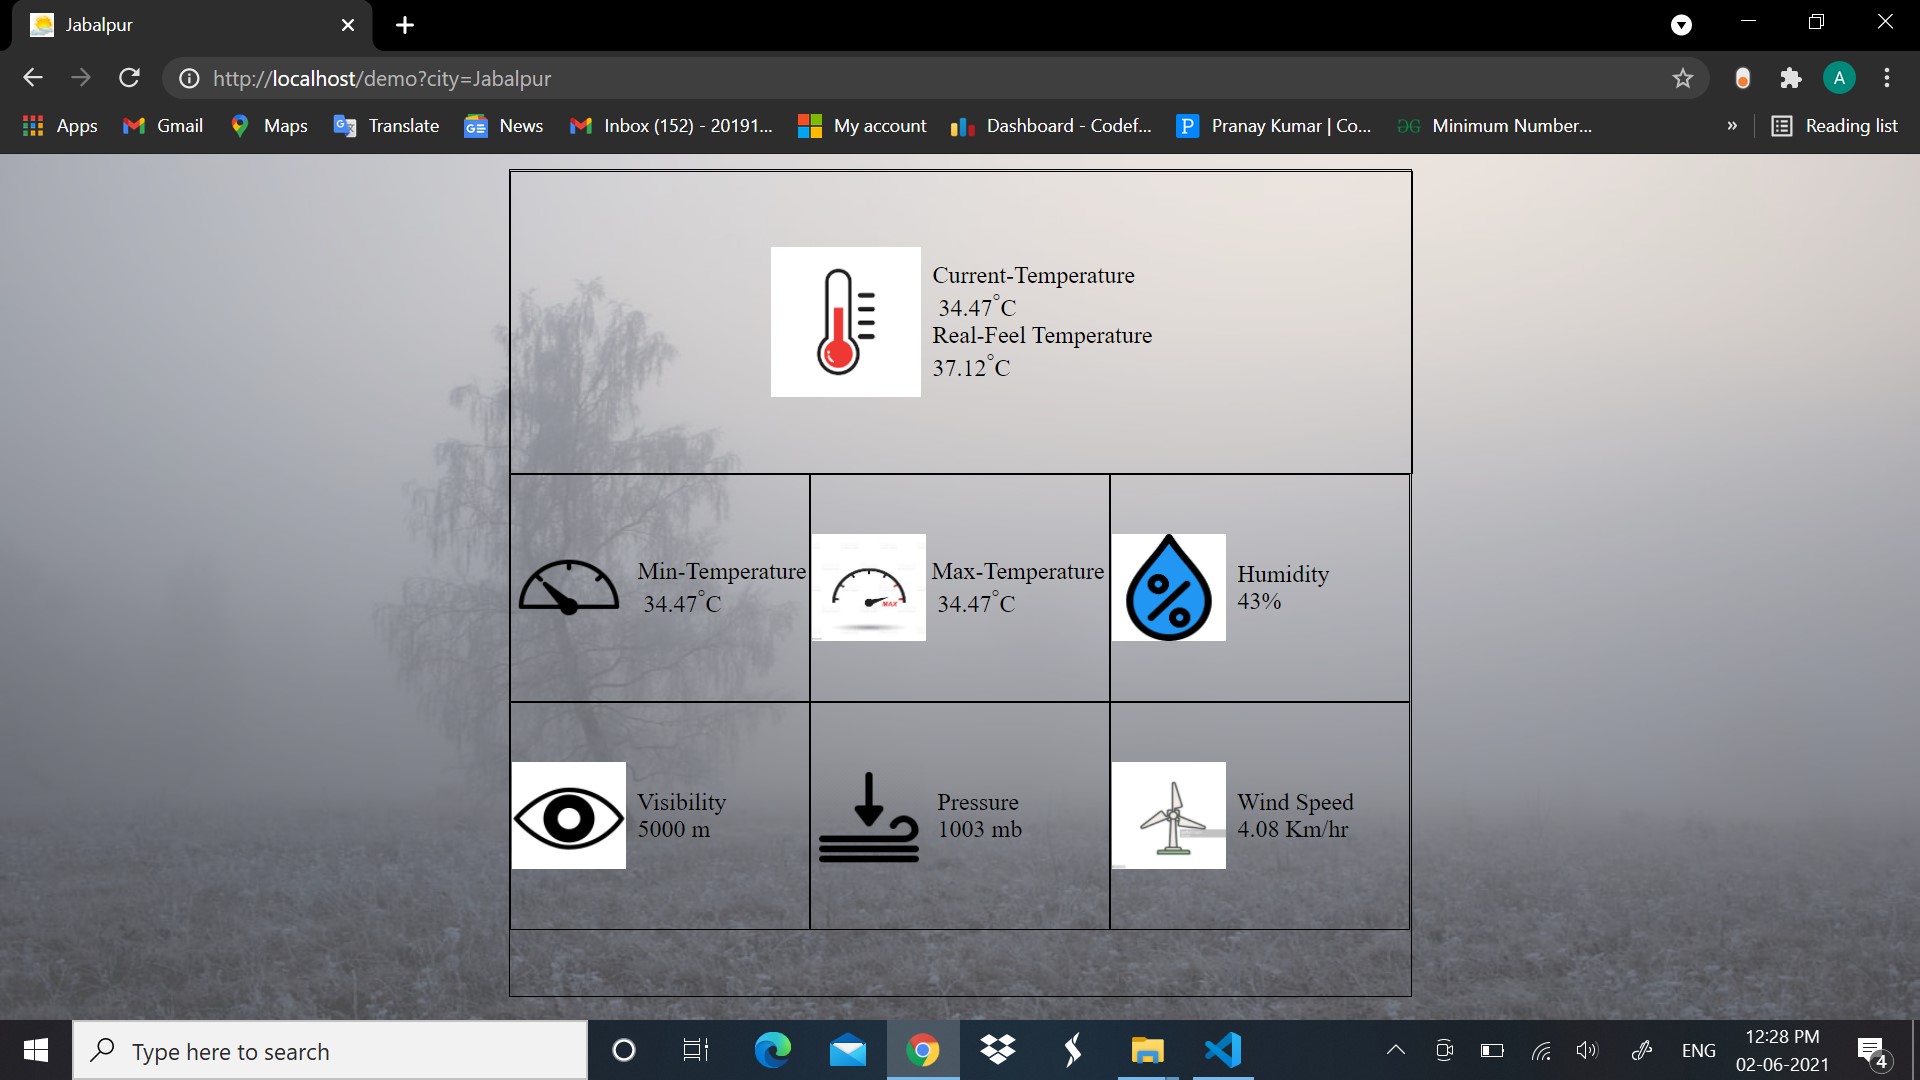 Jabalpur
http://localhost/demo?city=Jabalpur
A
Apps
Gmail
Maps
Translate
News
Inbox (152) - 20191...
My account
Dashboard - Codef...
Pranay Kumar | Co...
Minimum Number...
»
Reading list
Current-Temperature
34.47°C
Real-Feel Temperature
37.12°C
Min-Temperature
34.47°C
MAX
Max-Temperature
34.47°C
%
Humidity
43%
Visibility
5000 m
Pressure
1003 mb
Wind Speed
4.08 Km/hr
Type here to search
ENG
12:28 PM
02-06-2021
4